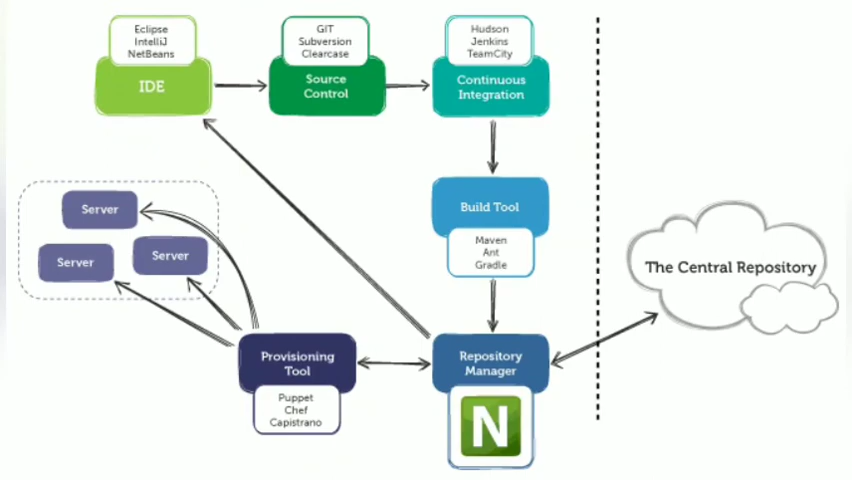 Eclipse
IntelliJ
NetBeans
IDE
GIT
Subversion
Clearcase
Source
Control
Hudson
Jenkins
TeamCity
Continuous
Integration
Build Tool
Maven
Ant
Gradle
Server
Server
Server
The Central Repository
Provisioning
Tool
Puppet
Chef
Capistrano
Repository
Manager
N